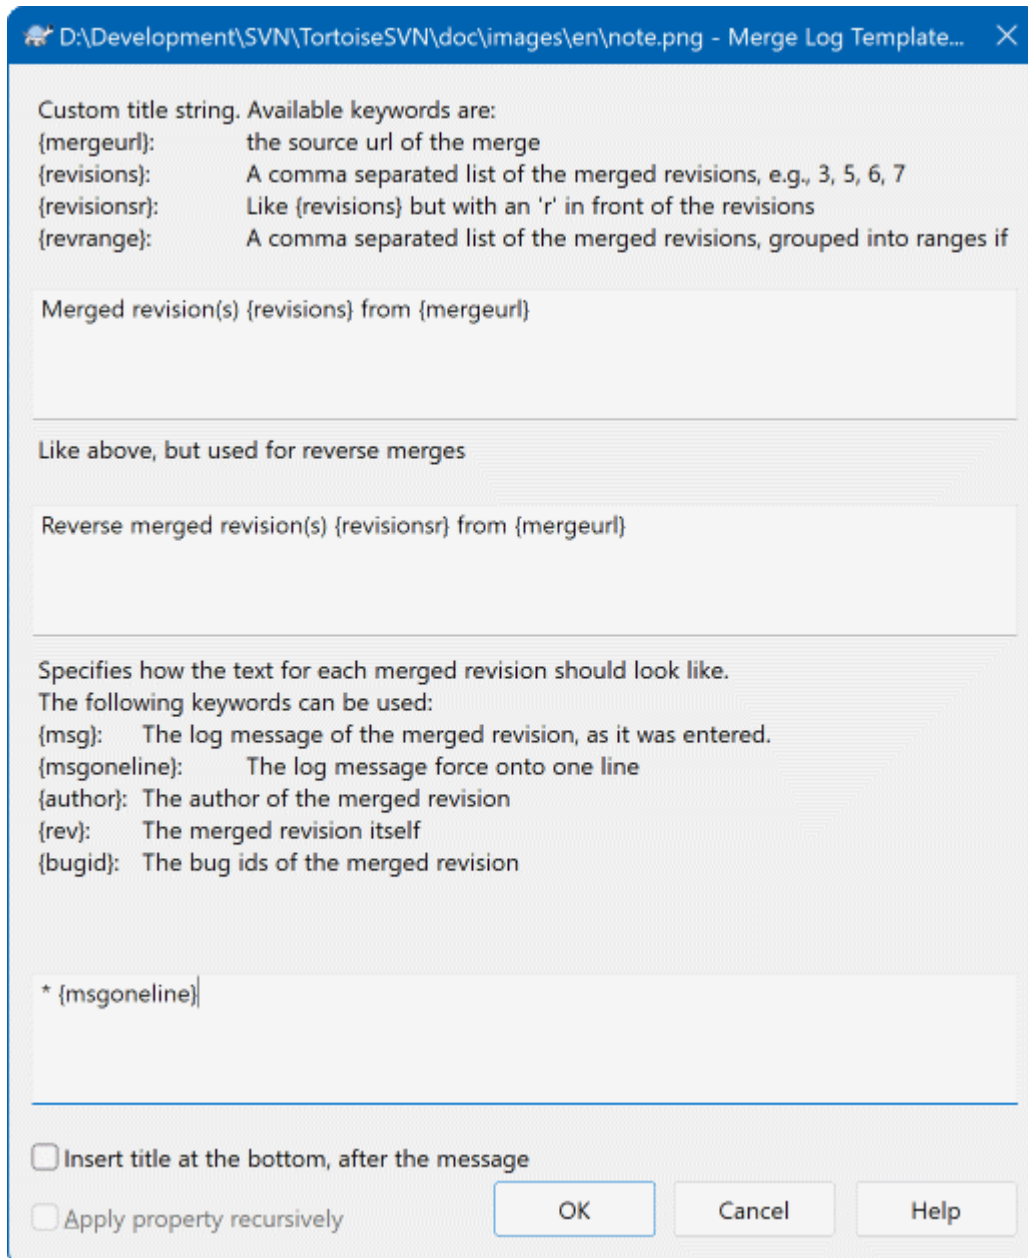 D:\Development\SVN\TortoiseSVN\doc\images\en\note.png - Merge Log Template...
Custom title string. Available keywords are:
{mergeurl}: the source url of the merge
{revisions}: A comma separated list of the merged revisions, e.g., 3, 5, 6, 7
{revisionsr}: Like {revisions} but with an 'r' in front of the revisions
{revrange}: A comma separated list of the merged revisions, grouped into ranges if
Merged revision(s) {revisions} from {mergeurl}
Like above, but used for reverse merges
Reverse merged revision(s) {revisionsr} from {mergeurl}
Specifies how the text for each merged revision should look like.
The following keywords can be used:
{msg}: The log message of the merged revision, as it was entered.
{msgoneline}: The log message force onto one line
{author}: The author of the merged revision
{rev}: The merged revision itself
{bugid}: The bug ids of the merged revision
* {msgoneline}
Insert title at the bottom, after the message
Apply property recursively
OK Cancel Help